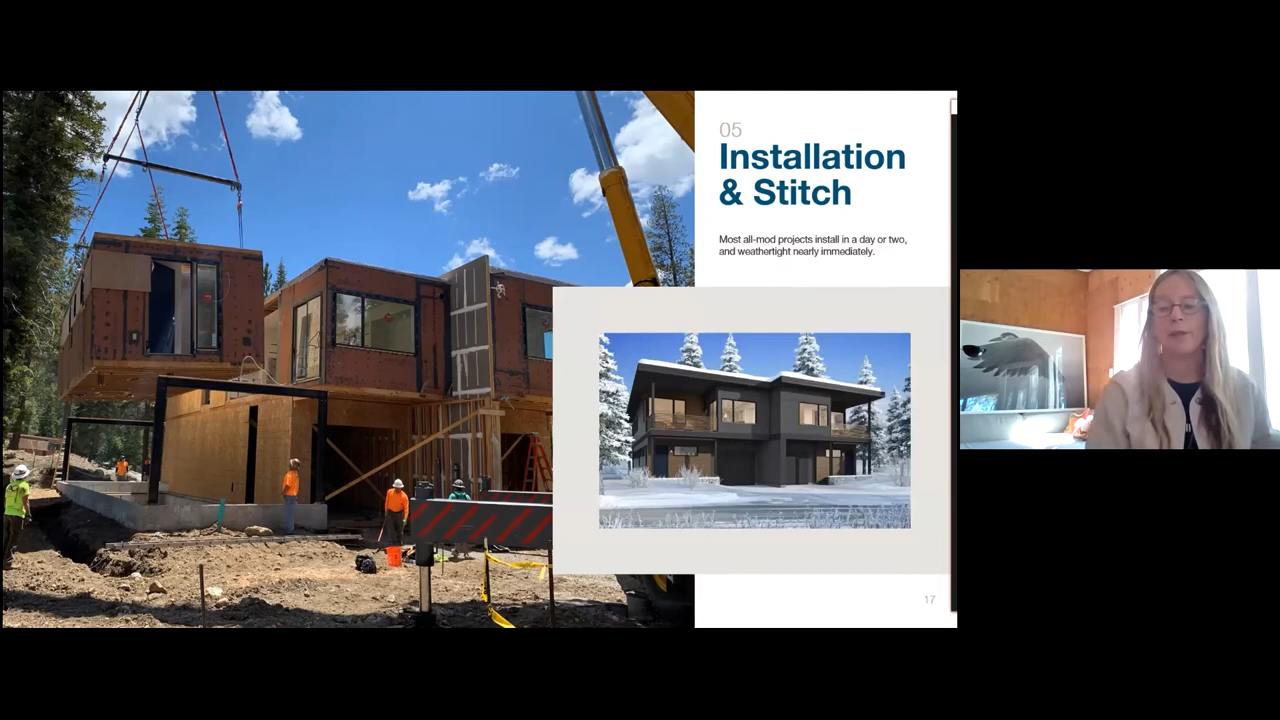 05
Installation
& Stitch
Most all-mod projects install in a day or two,
and weathertight nearly immediately.
17